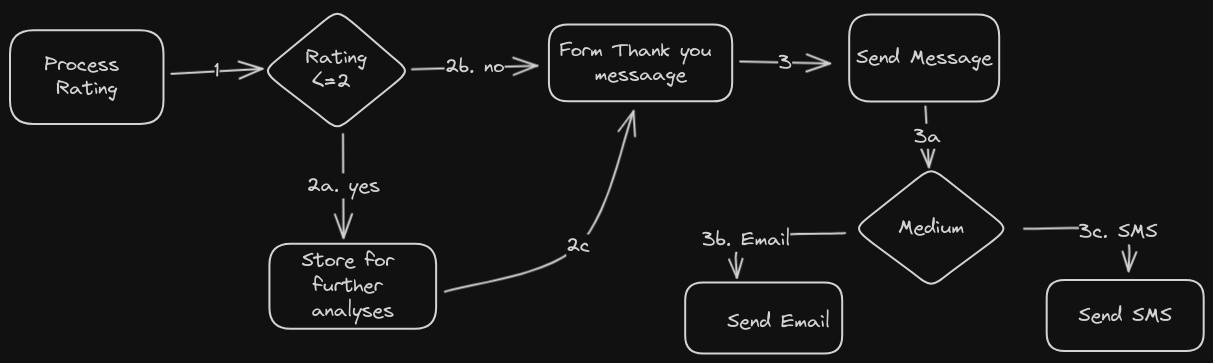 Process
Rating
1
Rating
<=2
2b. no
Form Thank you
messaage
3
Send Message
2a. yes
3a
Store for
further
analyses
2c
Medium
3b. Email
3c. SMS
Send Email
Send SMS